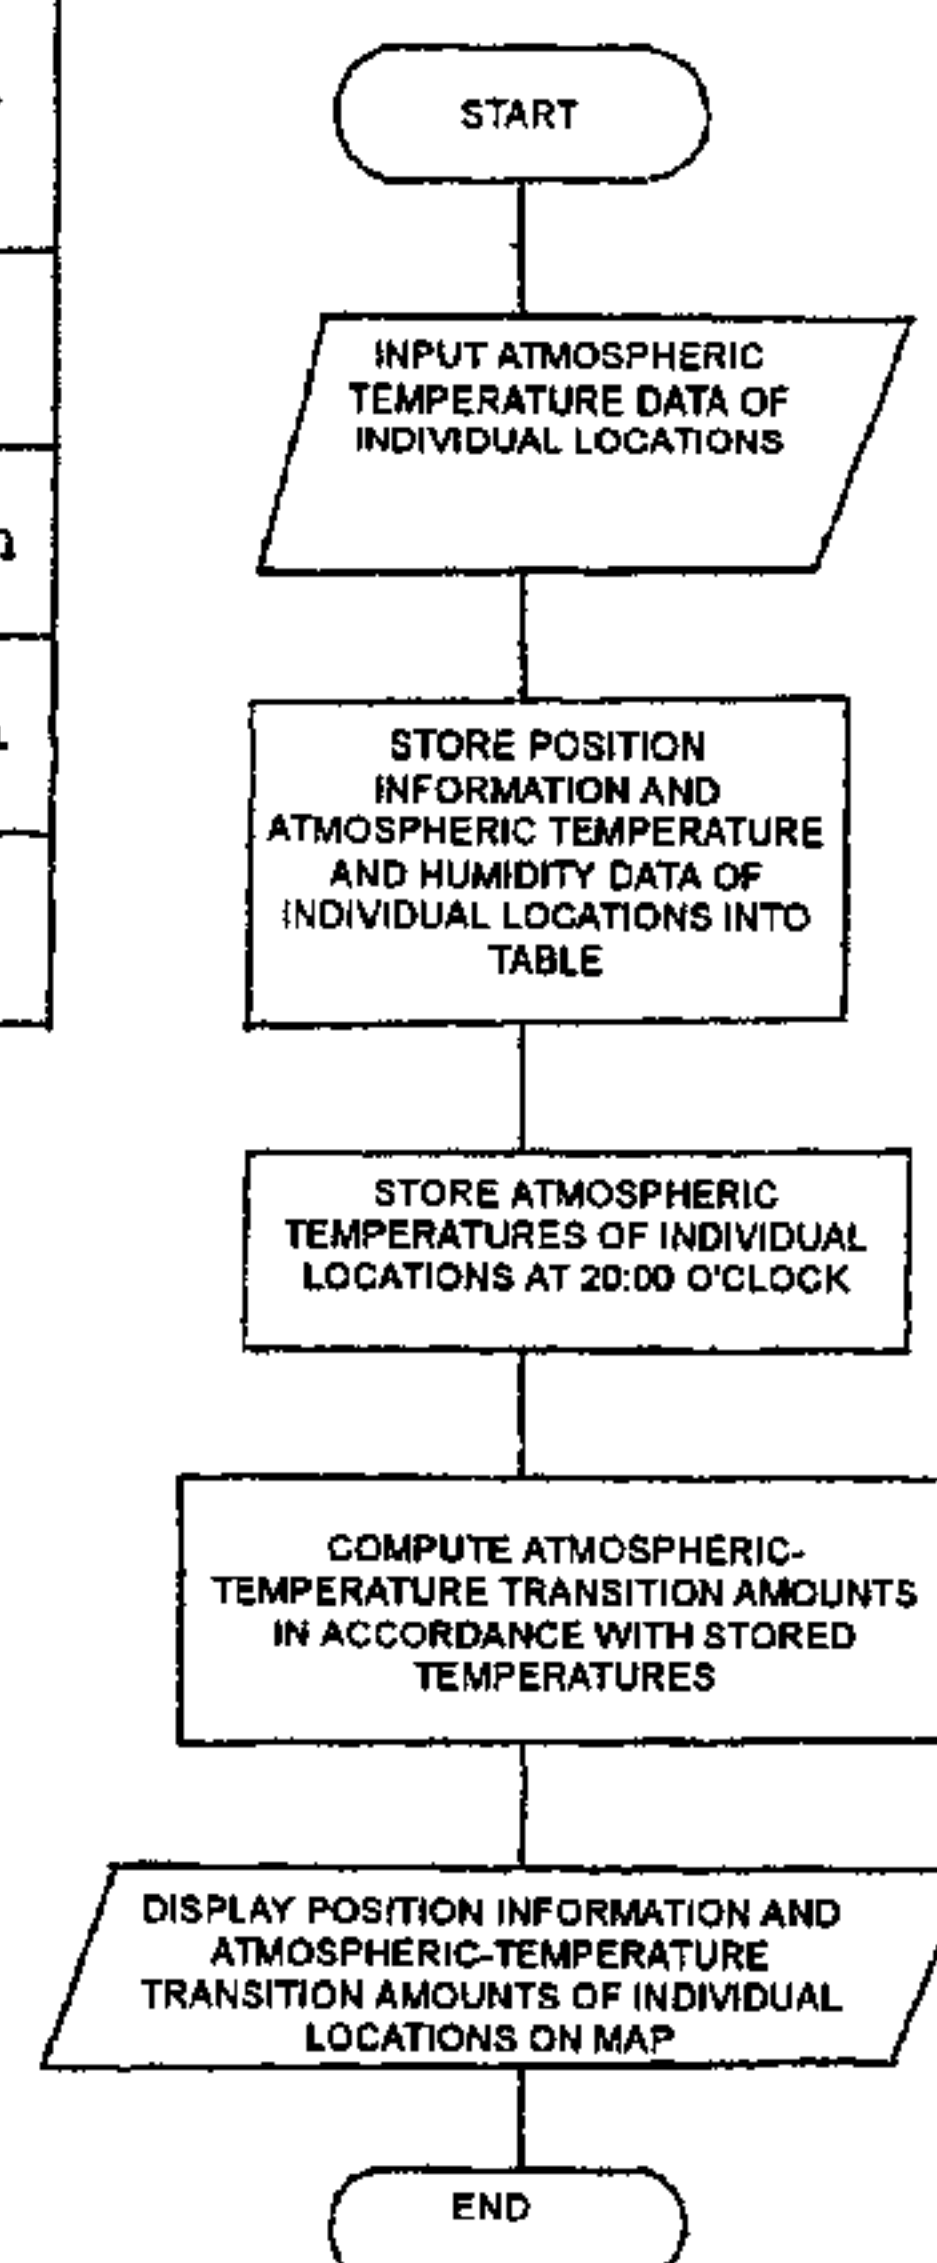 START
INPUT ATMOSPHERIC
TEMPERATURE DATA OF
INDIVIDUAL LOCATIONS
STORE POSITION
INFORMATION AND
ATMOSPHERIC TEMPERATURE
AND HUMIDITY DATA OF
INDIVIDUAL LOCATIONS INTO
TABLE
STORE ATMOSPHERIC
TEMPERATURES OF INDIVIDUAL
LOCATIONS AT 20:00 O'CLOCK
COMPUTE ATMOSPHERIC-
TEMPERATURE TRANSITION AMOUNTS
IN ACCORDANCE WITH STORED
TEMPERATURES
DISPLAY POSITION INFORMATION AND
ATMOSPHERIC-TEMPERATURE
TRANSITION AMOUNTS OF INDIVIDUAL
LOCATIONS ON MAP
END